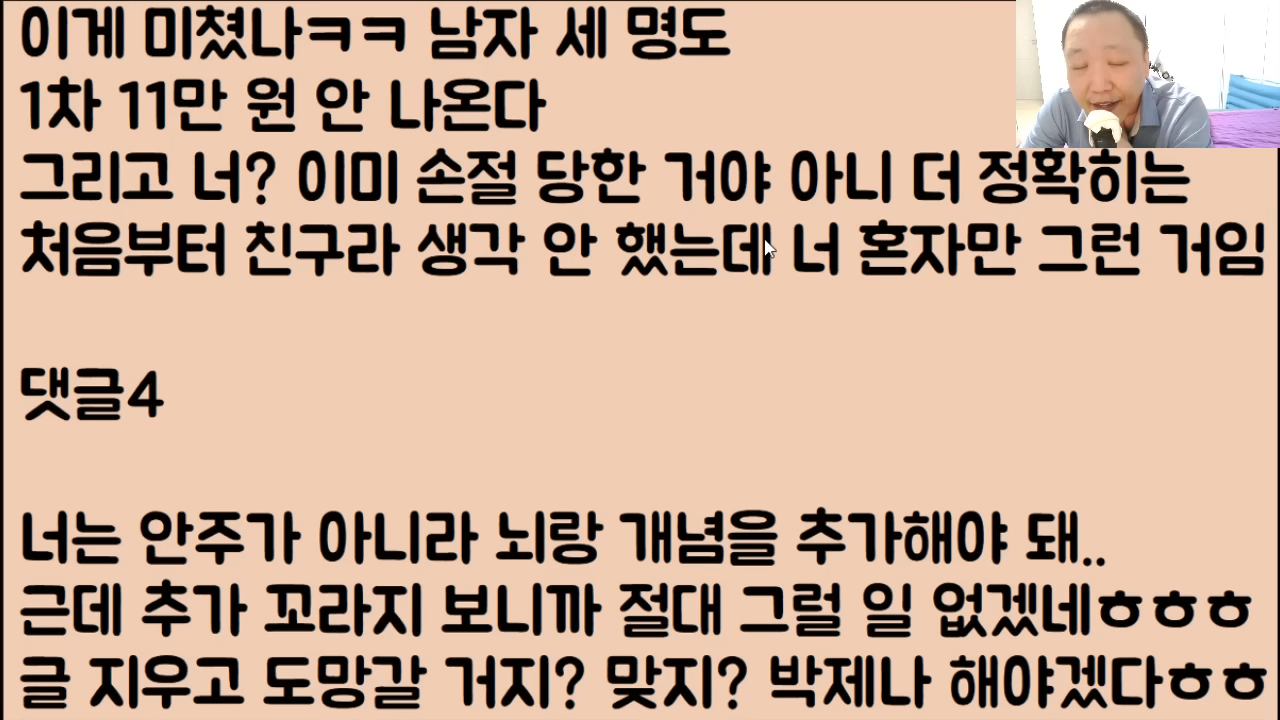 이게 미쳤나ㅋㅋ 남자 세 명도
1차 11만 원 안 나온다
그리고 너? 이미 손절 당한 거야 아니 더 정확히는
처음부터 친구라 생각 안 했는데 너 혼자만 그런 거임
댓글4
너는 안주가 아니라 뇌랑 개념을 추가해야 돼..
근데 추가 꼬라지 보니까 절대 그럴 일 없겠네ㅎㅎㅎ
글 지우고 도망갈 거지? 맞지? 박제나 해야겠다ㅎㅎ